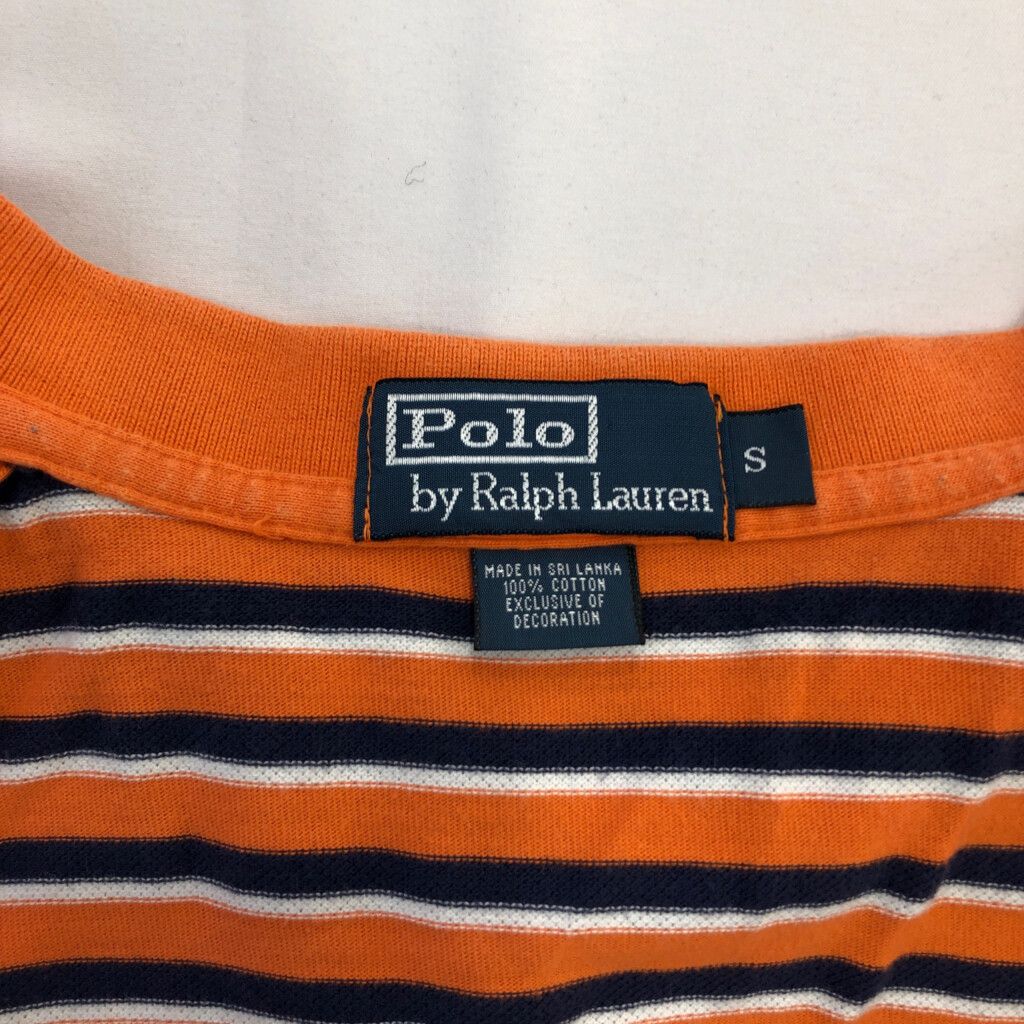 Polo
by Ralph Lauren
S
MADE IN SRI LANKA
100% COTTON
EXCLUSIVE OF
DECORATION